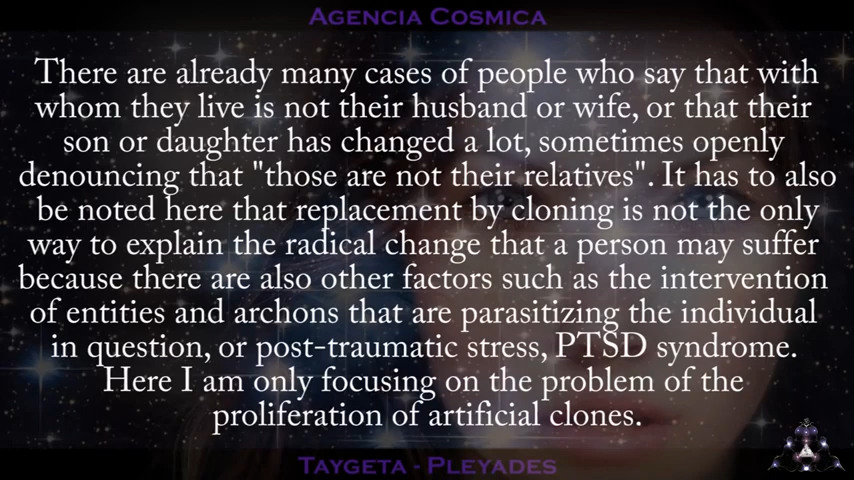 AGENCIA COSMICA
There are already many cases of people who say that with
whom they live is not their husband or wife, or that their
son or daughter has changed a lot, sometimes openly
denouncing that "those are not their relatives". It has to also
be noted here that replacement by cloning is not the only
way to explain the radical change that a person may suffer
because there are also other factors such as the intervention
of entities and archons that are parasitizing the individual
in question, or post-traumatic stress, PTSD syndrome.
Here I am only focusing on the problem of the
proliferation of artificial clones.
TAYGETA - PLEYADES